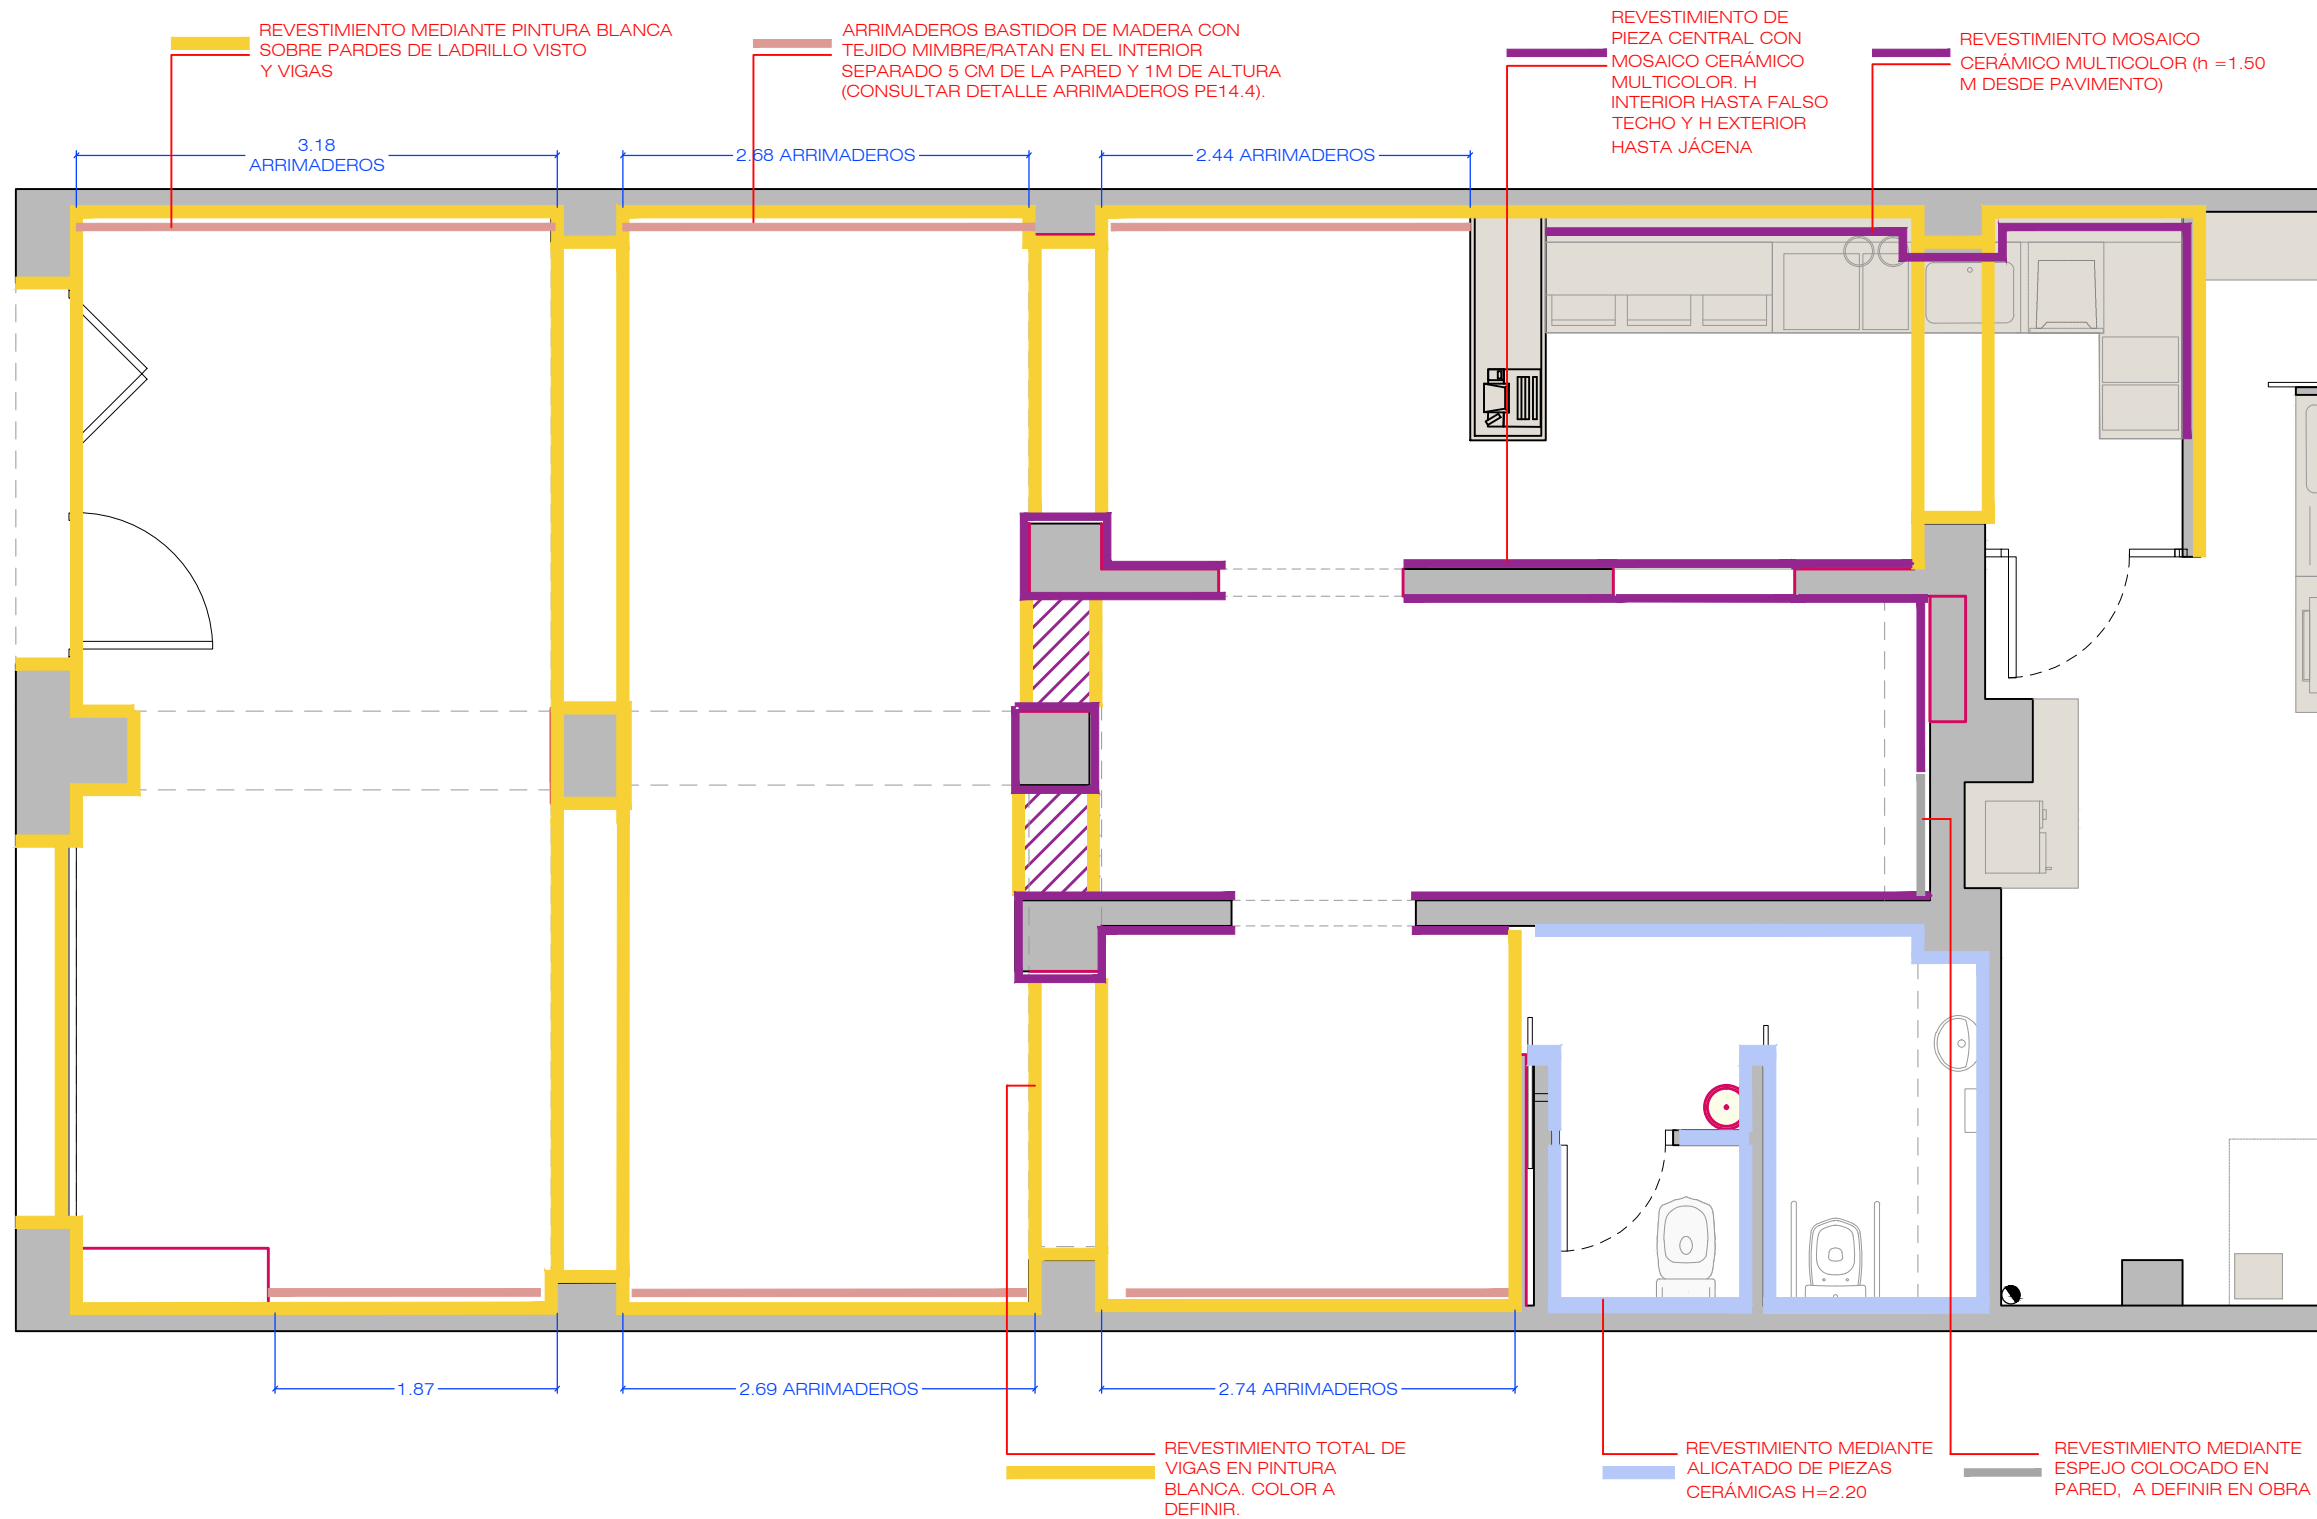 REVESTIMIENTO MEDIANTE PINTURA BLANCA
SOBRE PARDES DE LADRILLO VISTO
Y VIGAS
ARRIMADEROS BASTIDOR DE MADERA CON
TEJIDO MIMBRE/RATAN EN EL INTERIOR
SEPARADO 5 CM DE LA PARED Y 1M DE ALTURA
(CONSULTAR DETALLE ARRIMADEROS PE14.4).
REVESTIMIENTO DE
PIEZA CENTRAL CON
MOSAICO CERÁMICO
MULTICOLOR. H
INTERIOR HASTA FALSO
TECHO Y H EXTERIOR
HASTA JÁCENA
REVESTIMIENTO MOSAICO
CERÁMICO MULTICOLOR (h =1.50
M DESDE PAVIMENTO)
3.18
ARRIMADEROS
2.68 ARRIMADEROS
2.44 ARRIMADEROS
1.87
2.69 ARRIMADEROS
2.74 ARRIMADEROS
REVESTIMIENTO TOTAL DE
VIGAS EN PINTURA
BLANCA. COLOR A
DEFINIR.
REVESTIMIENTO MEDIANTE
ALICATADO DE PIEZAS
CERÁMICAS H=2.20
REVESTIMIENTO MEDIANTE
ESPEJO COLOCADO EN
PARED, A DEFINIR EN OBRA